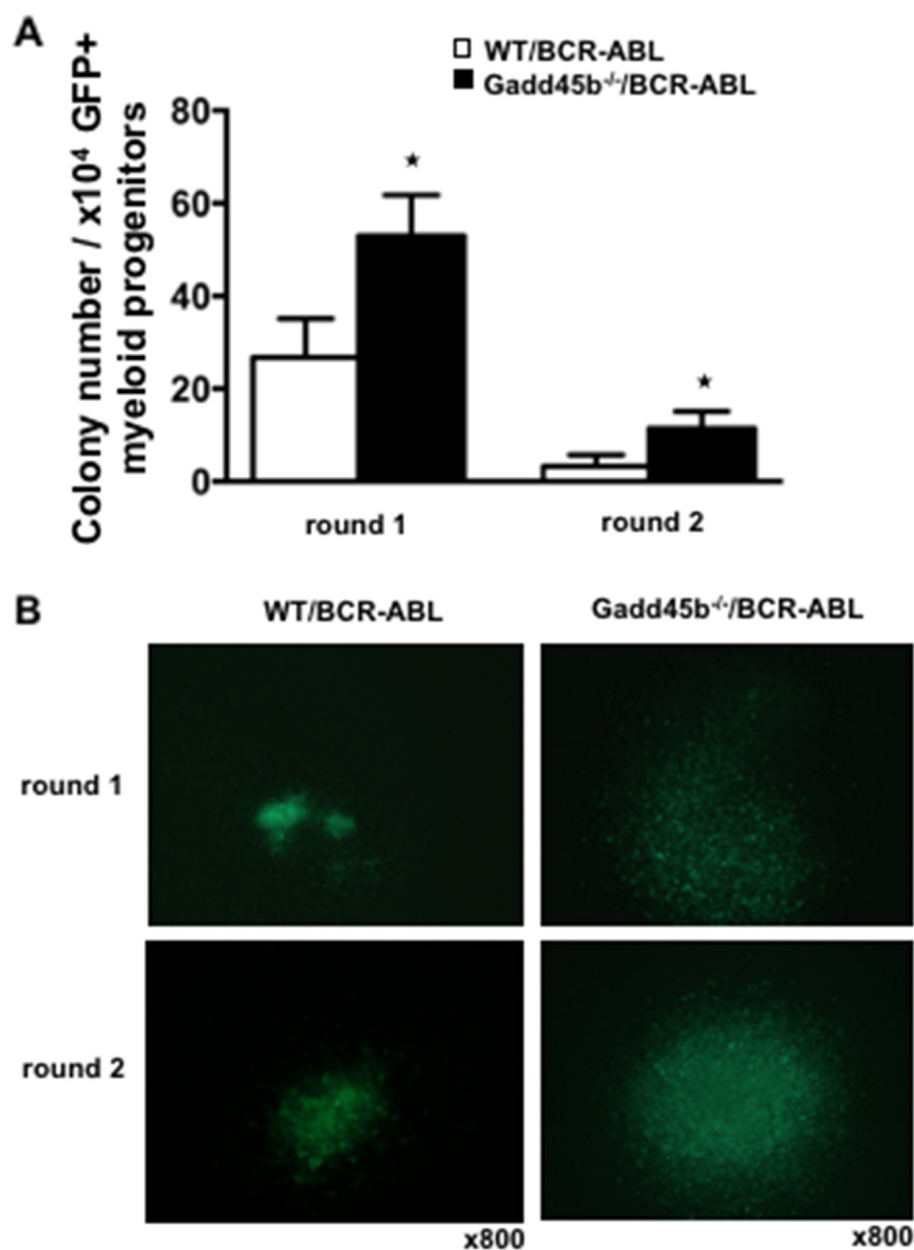 A
Colony number / x10⁴ GFP+
myeloid progenitors
WT/BCR-ABL
Gadd45b⁻/⁻/BCR-ABL
80
60
40
20
0
★
★
round 1
round 2
B
WT/BCR-ABL
Gadd45b⁻/⁻/BCR-ABL
round 1
round 2
x800
x800